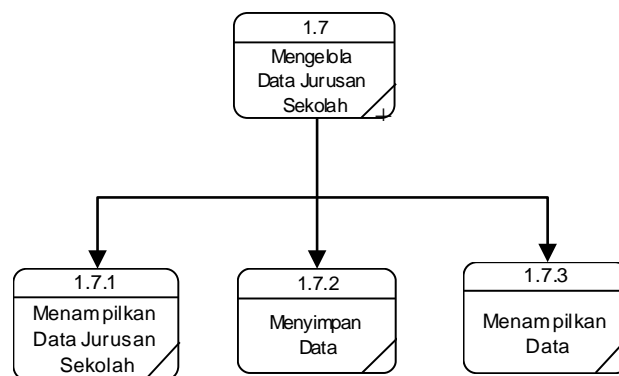 1.7
Mengelola
Data Jurusan
Sekolah
1.7.1
Menampilkan
Data Jurusan
Sekolah
1.7.2
Menyimpan
Data
1.7.3
Menampilkan
Data